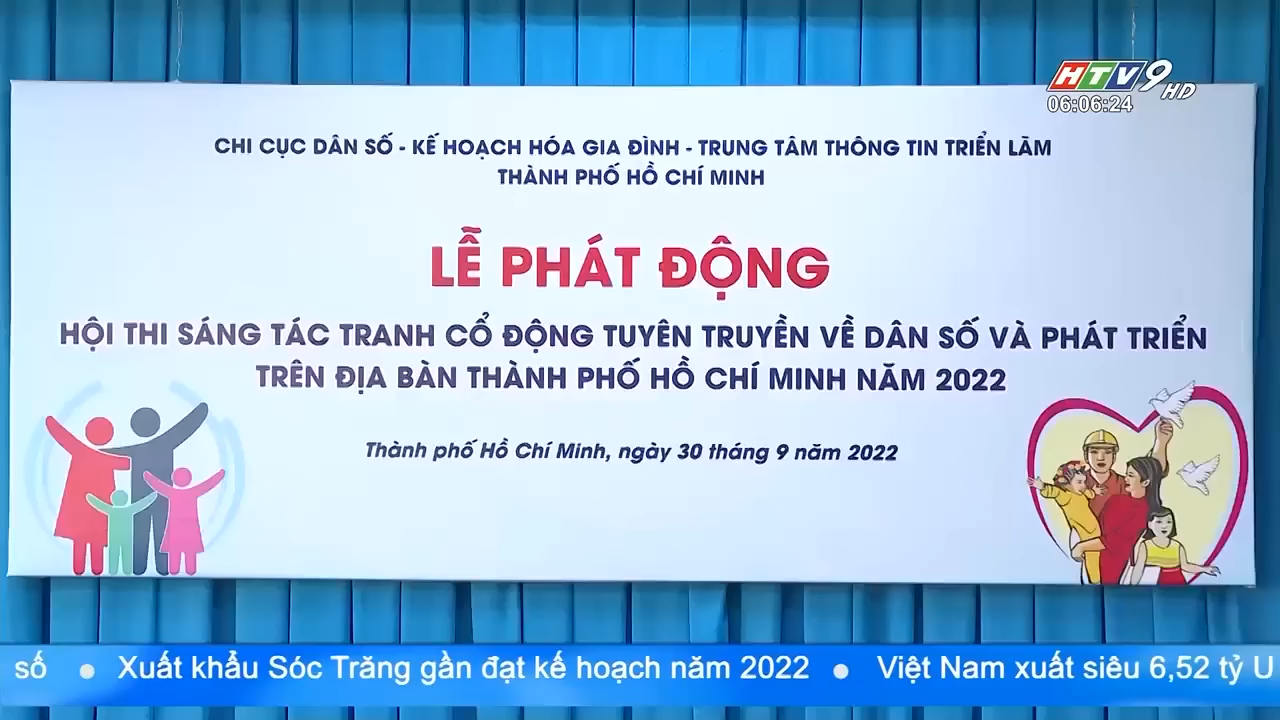 HTV9 HD
06:06:24
CHI CỤC DÂN SỐ - KẾ HOẠCH HÓA GIA ĐÌNH - TRUNG TÂM THÔNG TIN TRIỂN LÃM
THÀNH PHỐ HỒ CHÍ MINH
LỄ PHÁT ĐỘNG
HỘI THI SÁNG TÁC TRANH CỔ ĐỘNG TUYÊN TRUYỀN VỀ DÂN SỐ VÀ PHÁT TRIỂN
TRÊN ĐỊA BÀN THÀNH PHỐ HỒ CHÍ MINH NĂM 2022
Thành phố Hồ Chí Minh, ngày 30 tháng 9 năm 2022
số • Xuất khẩu Sóc Trăng gần đạt kế hoạch năm 2022 • Việt Nam xuất siêu 6,52 tỷ U